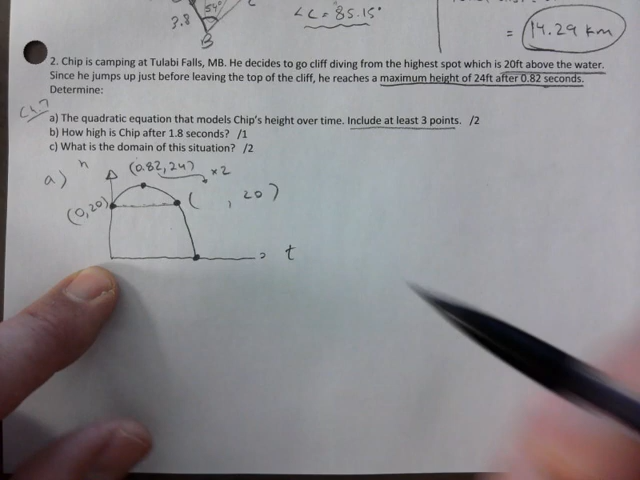 3.8
54°
B
∠C = 85.15°
= 14.29 km
2. Chip is camping at Tulabi Falls, MB. He decides to go cliff diving from the highest spot which is 20ft above the water.
Since he jumps up just before leaving the top of the cliff, he reaches a maximum height of 24ft after 0.82 seconds.
Determine:
Ch.7
a) The quadratic equation that models Chip's height over time. Include at least 3 points. /2
b) How high is Chip after 1.8 seconds? /1
c) What is the domain of this situation? /2
a)
h
(0.82, 24)
x2
(0,20)
( , 20)
t